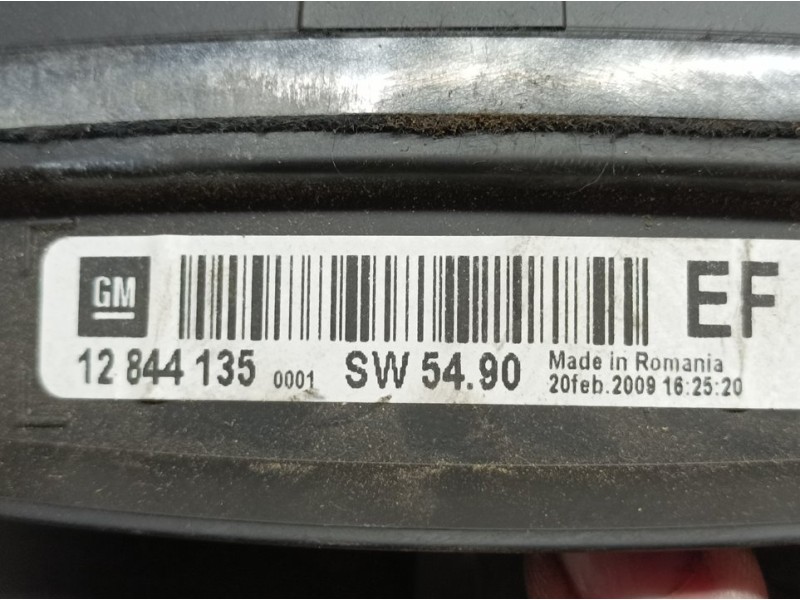 GM
EF
12 844 135 0001 SW 54.90
Made in Romania
20feb.2009 16:25:20